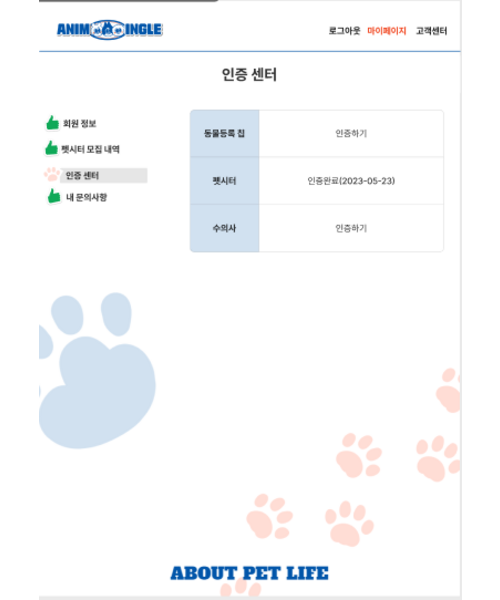 ANIM INGLE
로그아웃 마이페이지 고객센터
인증 센터
회원 정보
펫시터 모집 내역
인증 센터
내 문의사항
동물등록 칩 인증하기
펫시터 인증완료(2023-05-23)
수의사 인증하기
ABOUT PET LIFE